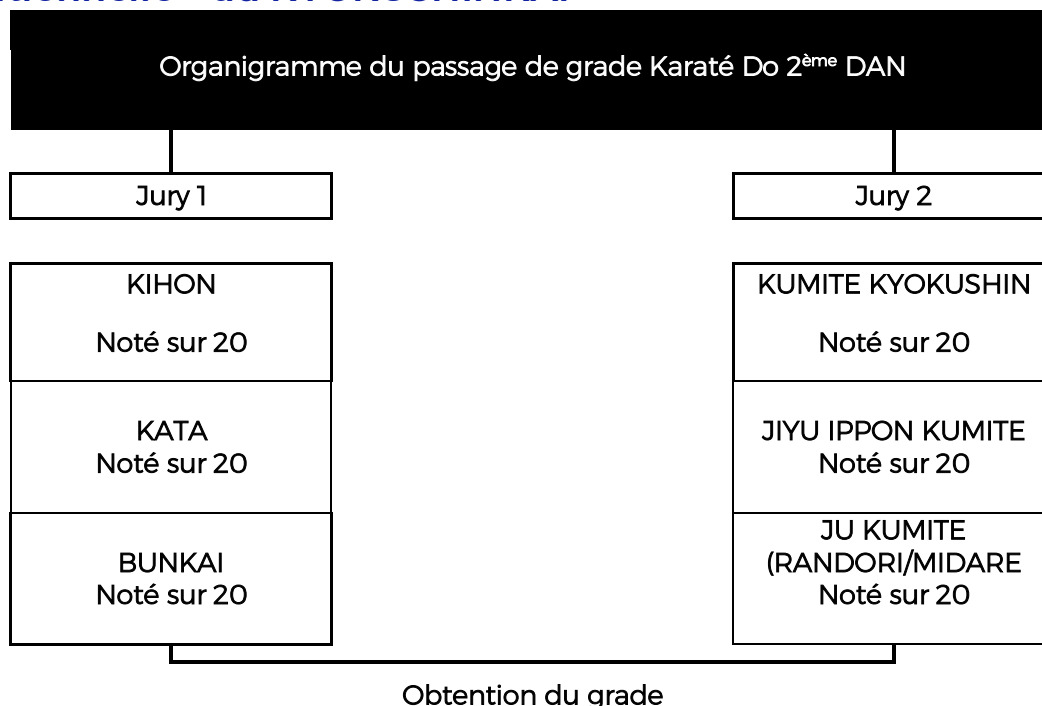 Organigramme du passage de grade Karaté Do 2ème DAN
Jury 1
KIHON
Noté sur 20
KATA
Noté sur 20
BUNKAI
Noté sur 20
Jury 2
KUMITE KYOKUSHIN
Noté sur 20
JIYU IPPON KUMITE
Noté sur 20
JU KUMITE
(RANDORI/MIDARE
Noté sur 20
Obtention du grade